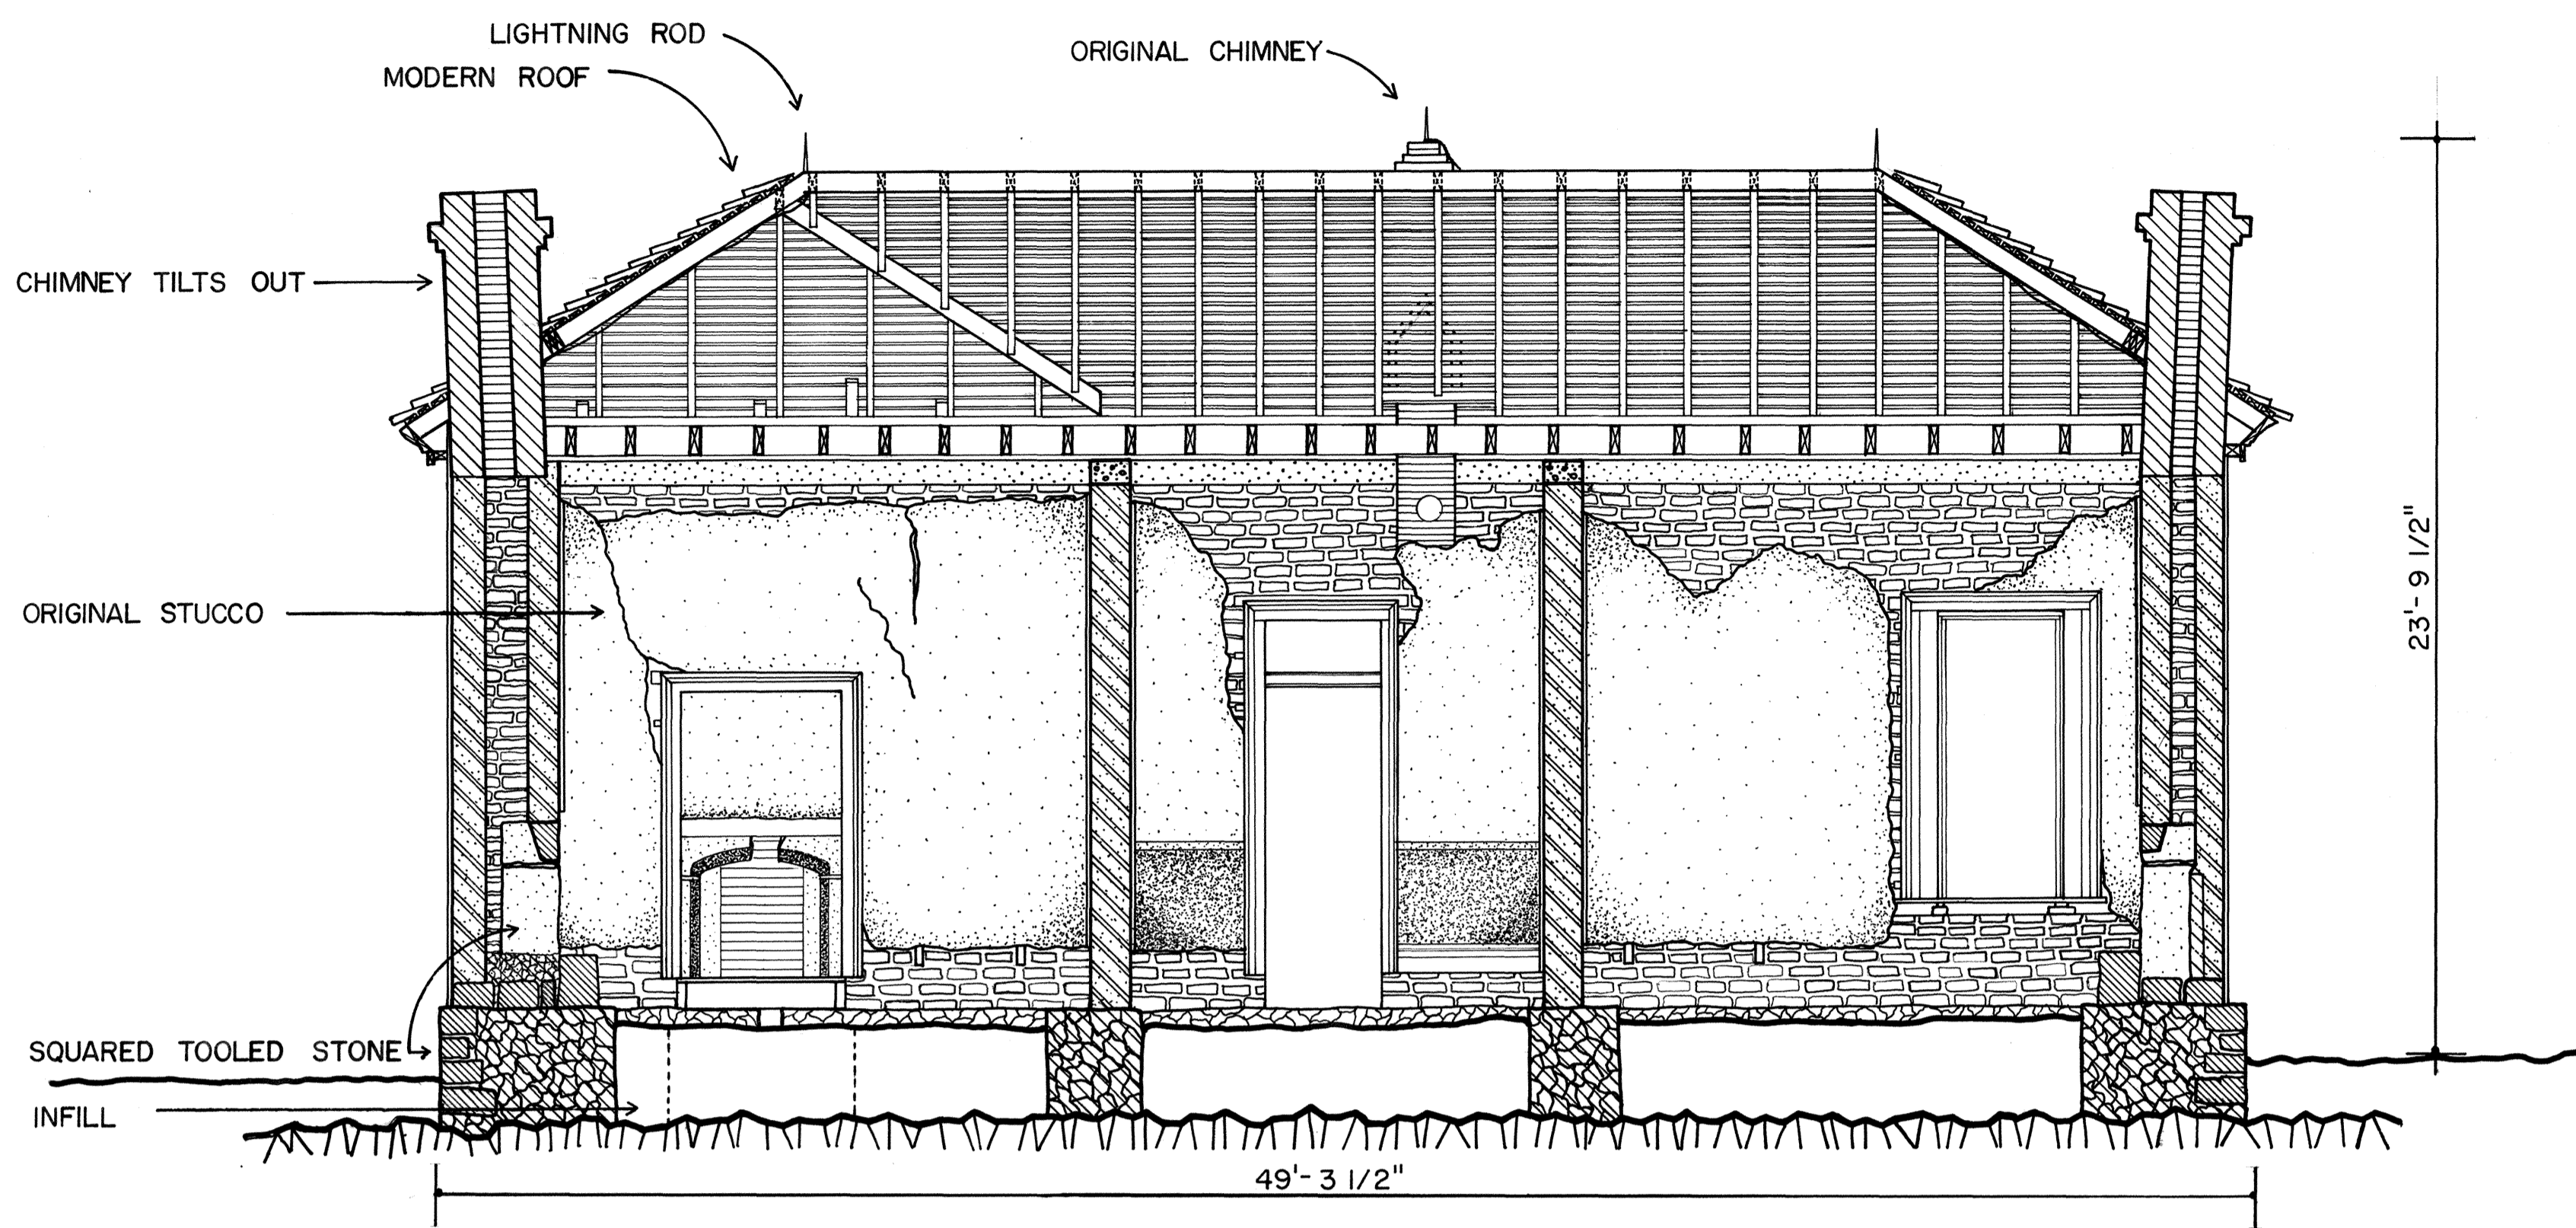 LIGHTNING ROD
MODERN ROOF
ORIGINAL CHIMNEY
CHIMNEY TILTS OUT
ORIGINAL STUCCO
23'-9 1/2"
SQUARED TOOLED STONE
INFILL
49'-3 1/2"